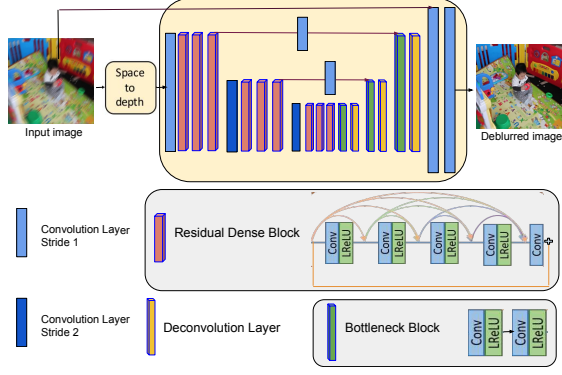 Space
to
depth
Input image
Deblurred image
Convolution Layer
Stride 1
Residual Dense Block
Conv
LReLU
Conv
LReLU
Conv
LReLU
Conv
LReLU
Conv
Convolution Layer
Stride 2
Deconvolution Layer
Bottleneck Block
Conv
LReLU
Conv
LReLU